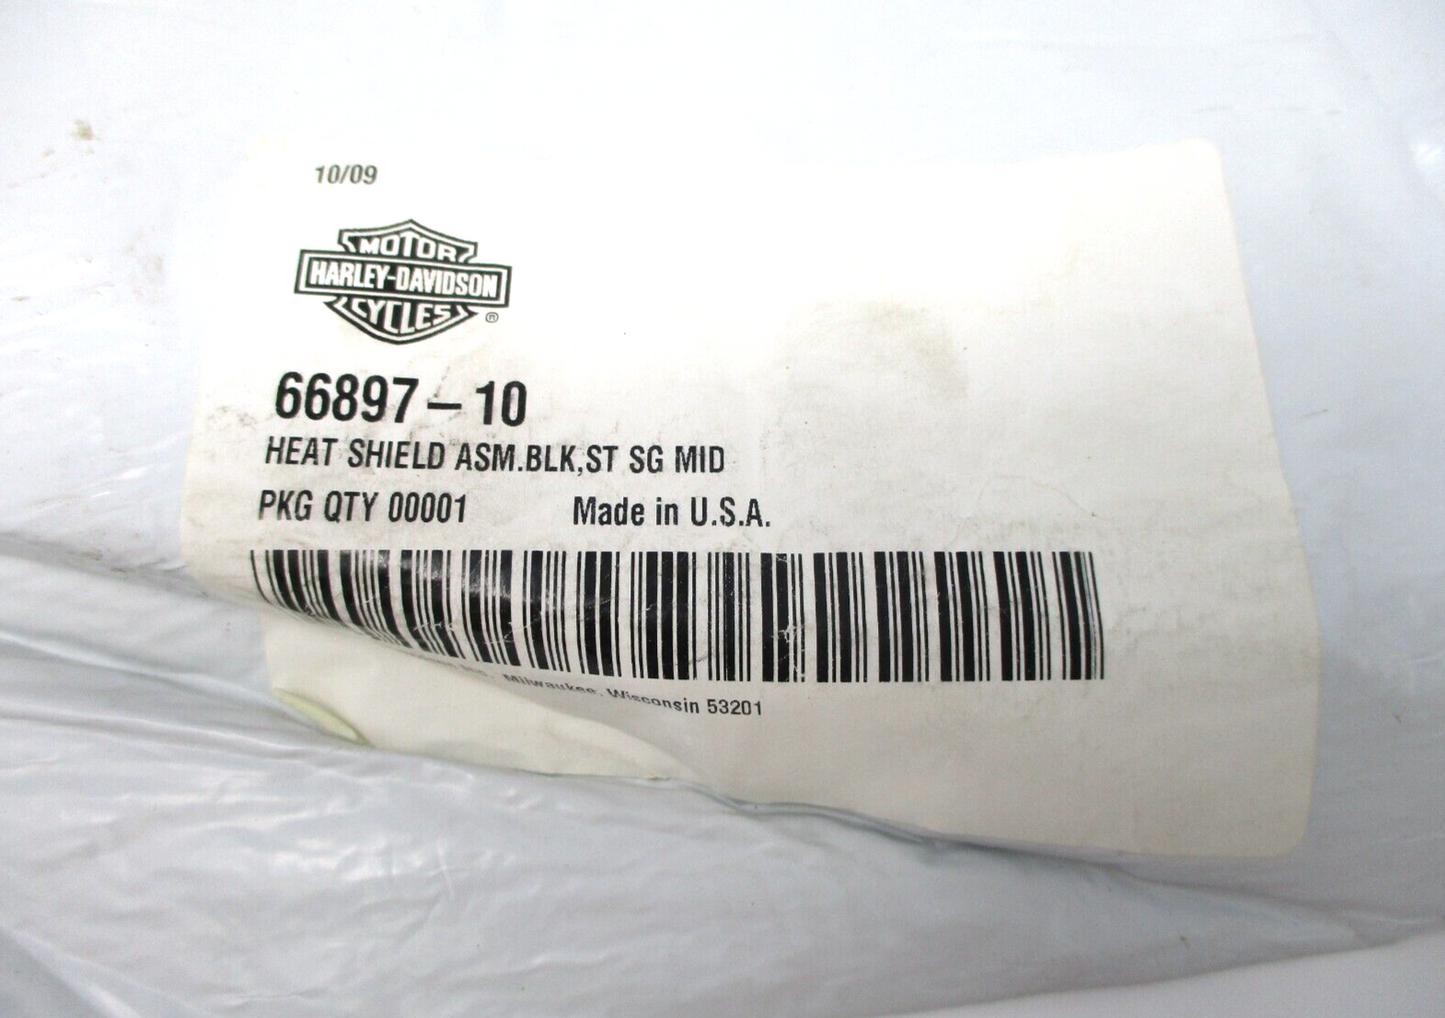 10/09
MOTOR
HARLEY-DAVIDSON
CYCLES ®
66897-10
HEAT SHIELD ASM.BLK,ST SG MID
PKG QTY 00001 Made in U.S.A.
Milwaukee, Wisconsin 53201